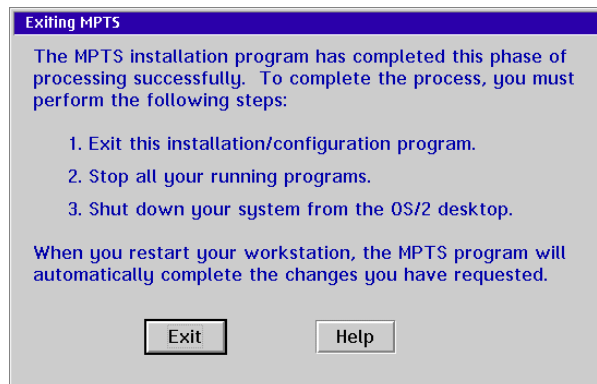 Exiting MPTS
The MPTS installation program has completed this phase of
processing successfully.  To complete the process, you must
perform the following steps:
1. Exit this installation/configuration program.
2. Stop all your running programs.
3. Shut down your system from the OS/2 desktop.
When you restart your workstation, the MPTS program will
automatically complete the changes you have requested.
Exit
Help